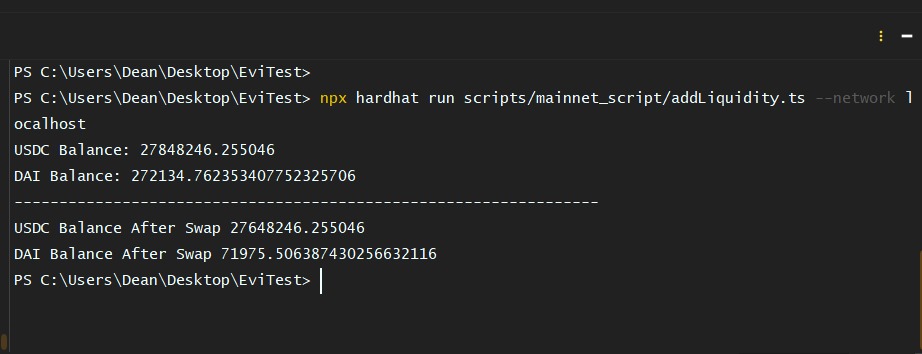 PS C:\Users\Dean\Desktop\EviTest>
PS C:\Users\Dean\Desktop\EviTest> npx hardhat run scripts/mainnet_script/addLiquidity.ts --network l
ocalhost
USDC Balance: 27848246.255046
DAI Balance: 272134.762353407752325706
-----------------------------------------------------------------
USDC Balance After Swap 27648246.255046
DAI Balance After Swap 71975.506387430256632116
PS C:\Users\Dean\Desktop\EviTest>